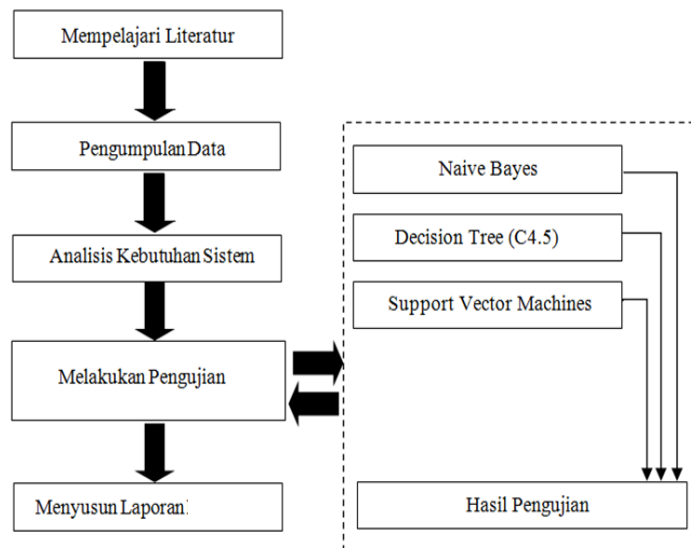 Mempelajari Literatur
Pengumpulan Data
Analisis Kebutuhan Sistem
Melakukan Pengujian
Menyusun Laporan
Naive Bayes
Decision Tree (C4.5)
Support Vector Machines
Hasil Pengujian